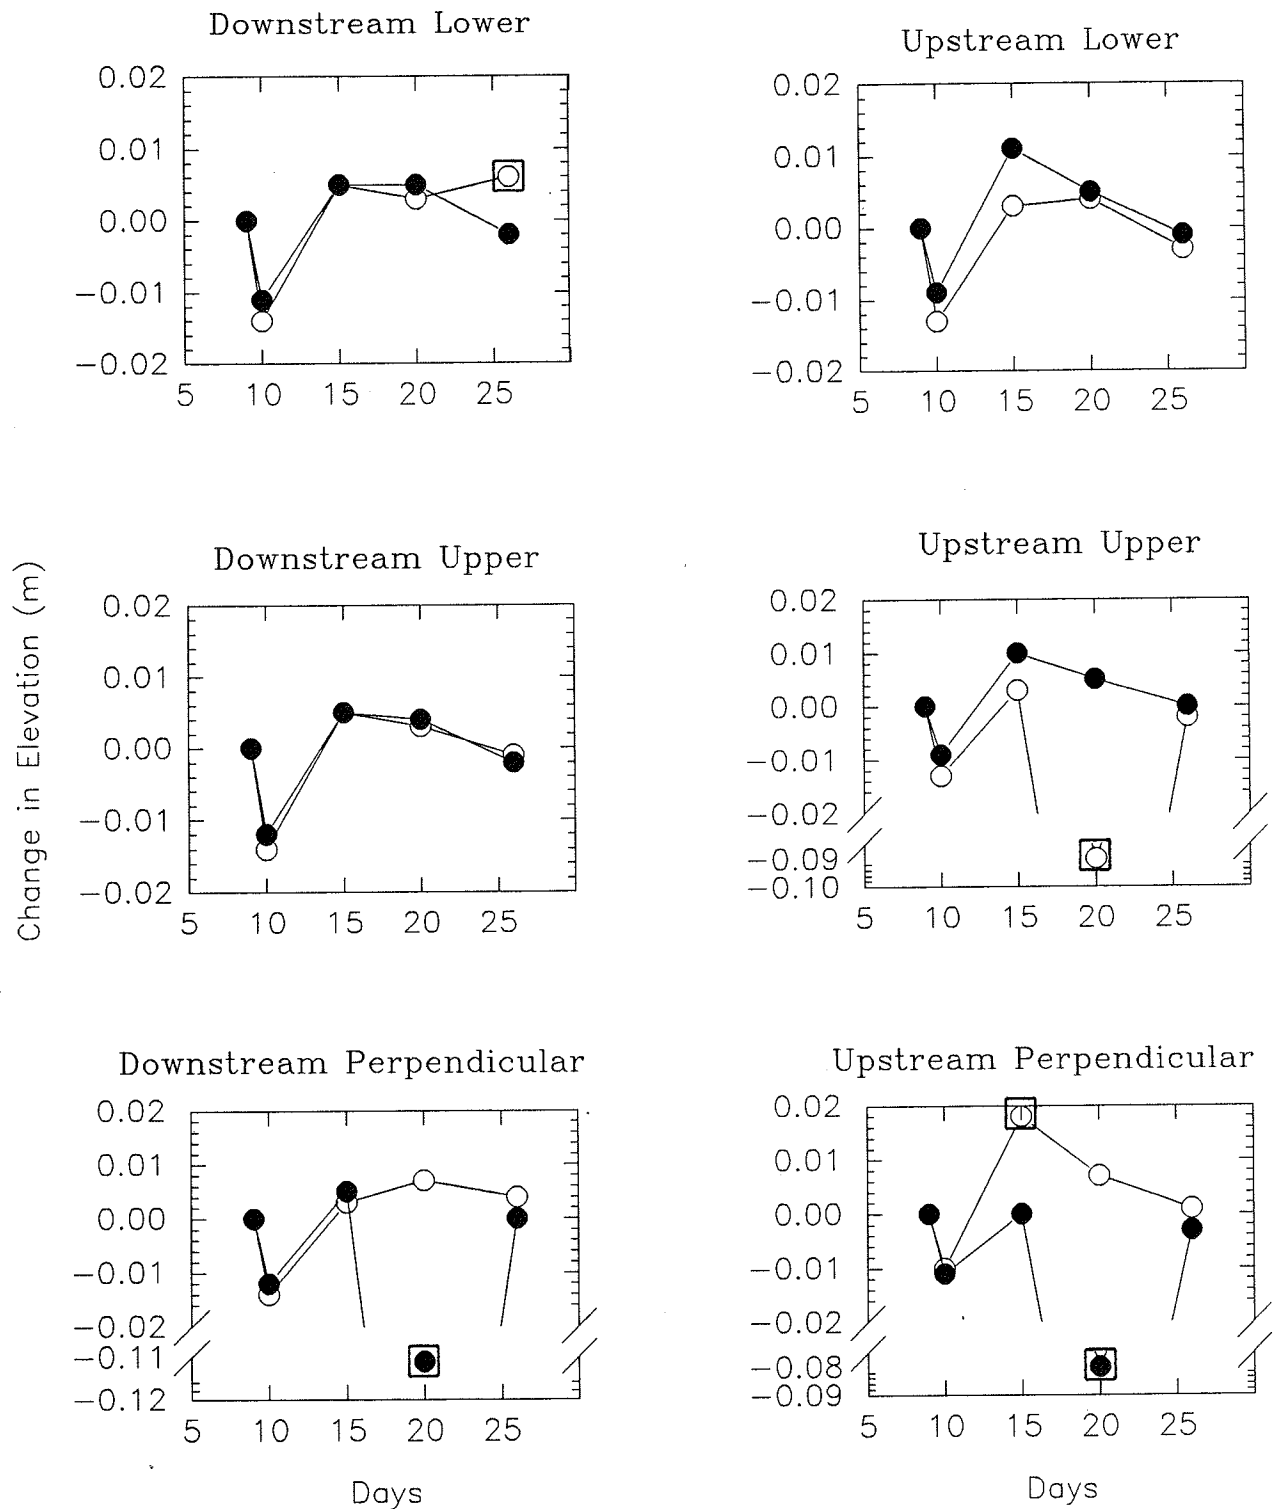 Downstream Lower
0.02
0.01
0.00
−0.01
−0.02
5 10 15 20 25
Upstream Lower
0.02
0.01
0.00
−0.01
−0.02
5 10 15 20 25
Change in Elevation (m)
Downstream Upper
0.02
0.01
0.00
−0.01
−0.02
5 10 15 20 25
Upstream Upper
0.02
0.01
0.00
−0.01
−0.02
−0.09
−0.10
5 10 15 20 25
Downstream Perpendicular
0.02
0.01
0.00
−0.01
−0.02
−0.11
−0.12
5 10 15 20 25
Days
Upstream Perpendicular
0.02
0.01
0.00
−0.01
−0.02
−0.08
−0.09
5 10 15 20 25
Days